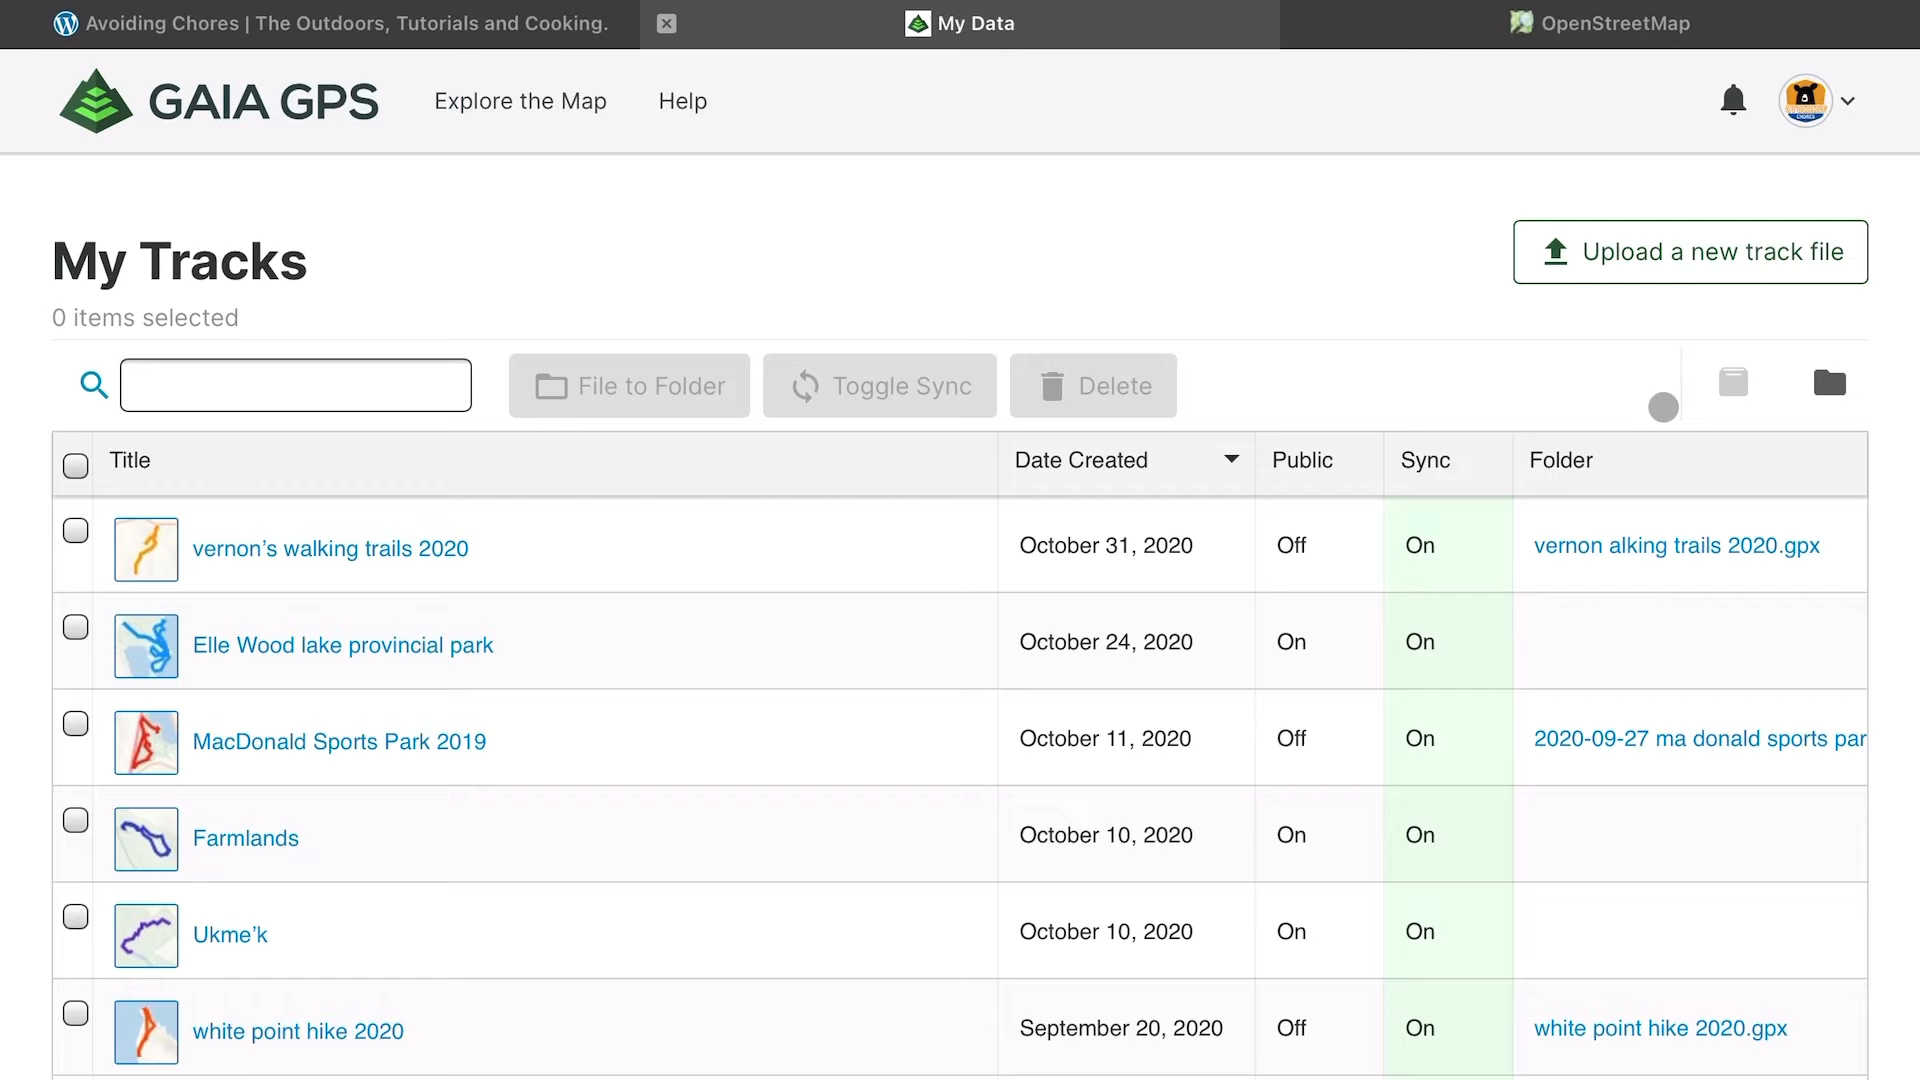 Avoiding Chores | The Outdoors, Tutorials and Cooking.
My Data
OpenStreetMap
GAIA GPS
Explore the Map
Help
CHORES
My Tracks
Upload a new track file
0 items selected
File to Folder
Toggle Sync
Delete
Title Date Created Public Sync Folder
vernon’s walking trails 2020 October 31, 2020 Off On vernon alking trails 2020.gpx
Elle Wood lake provincial park October 24, 2020 On On
MacDonald Sports Park 2019 October 11, 2020 Off On 2020-09-27 ma donald sports par
Farmlands October 10, 2020 On On
Ukme’k October 10, 2020 On On
white point hike 2020 September 20, 2020 Off On white point hike 2020.gpx